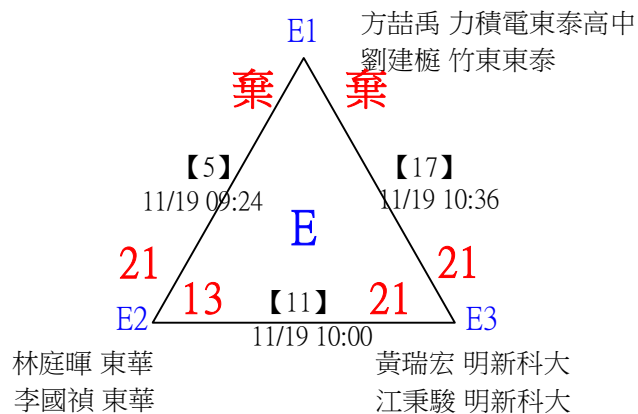 E1
方喆禹 力積電東泰高中
劉建梃 竹東東泰
棄 棄
【5】
11/19 09:24
【17】
11/19 10:36
E
21
21
13
【11】
21
E2
E3
11/19 10:00
林庭暉 東華
李國禎 東華
黃瑞宏 明新科大
江秉駿 明新科大